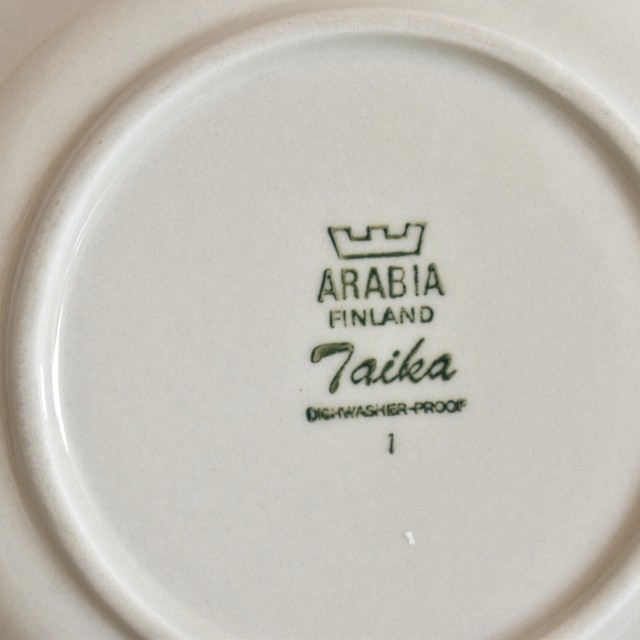 ARABIA
FINLAND
Taika
DISHWASHER-PROOF
1